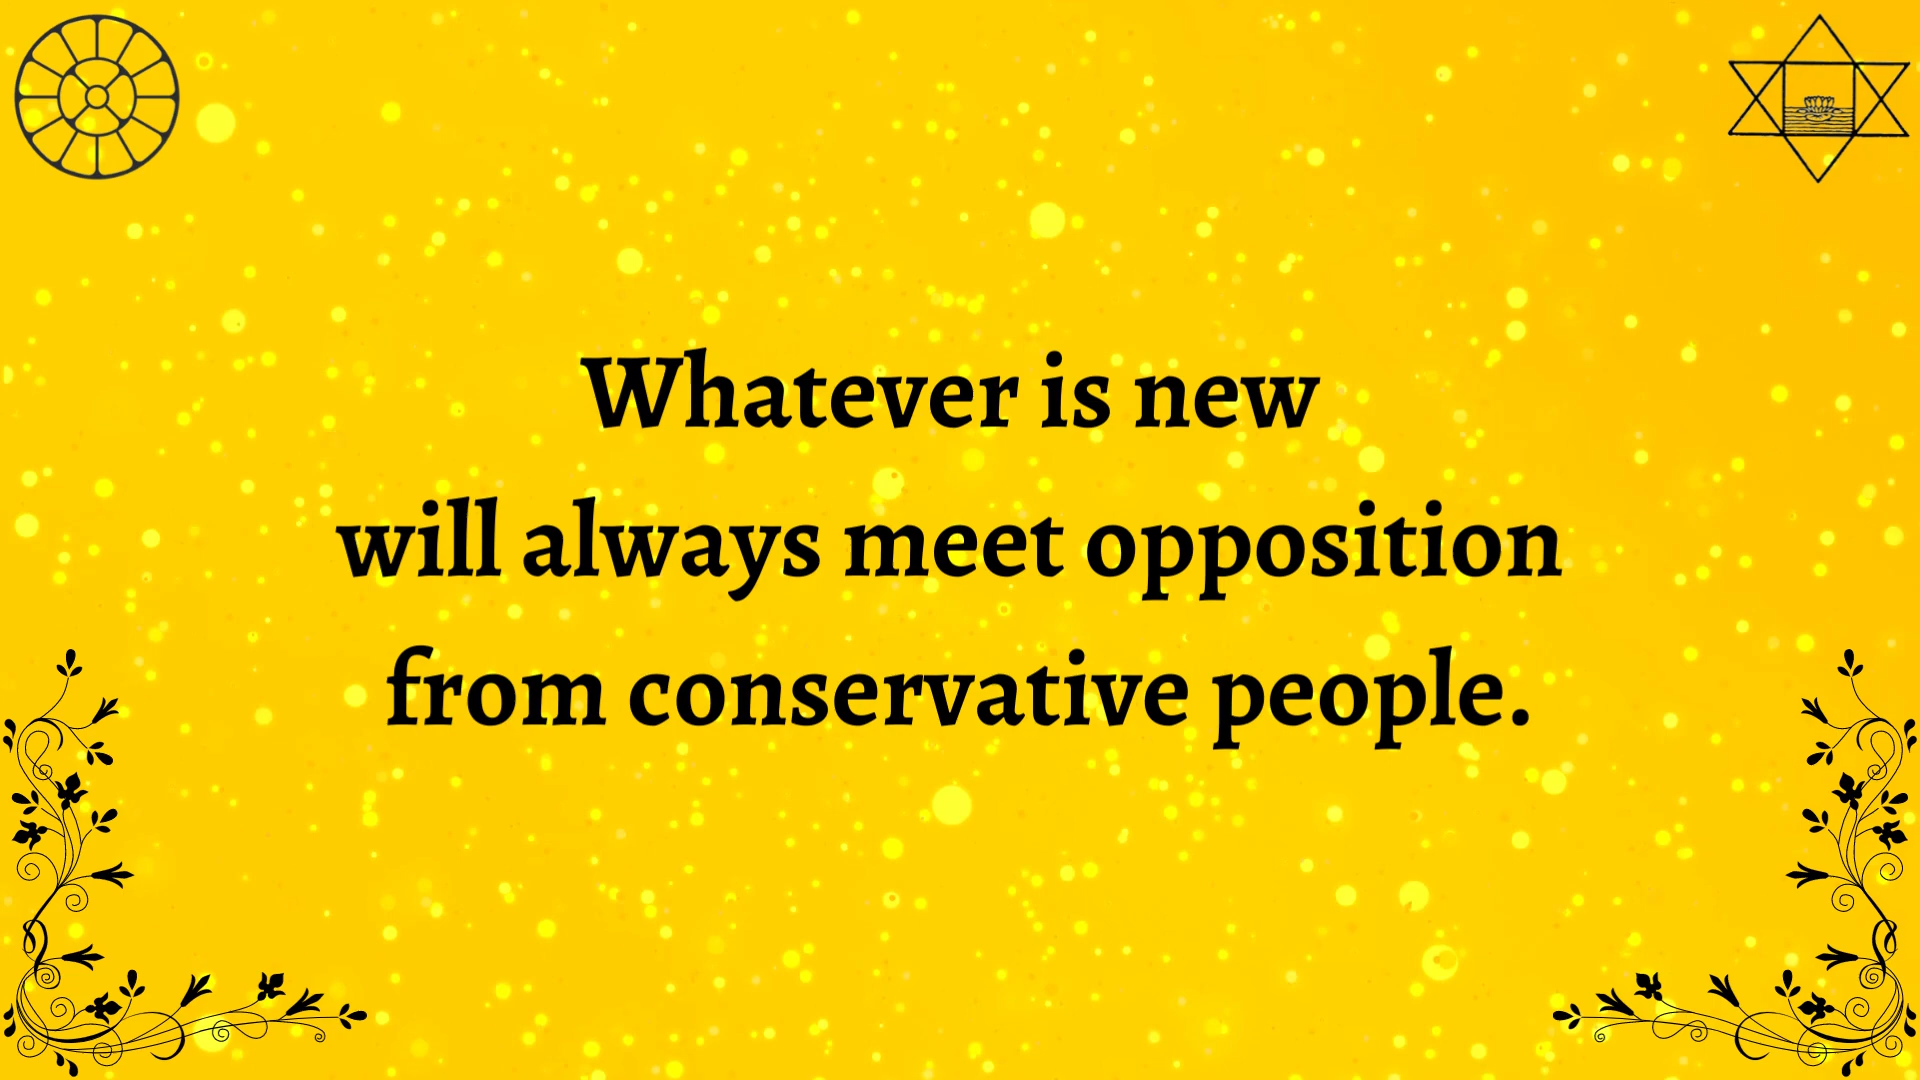 Whatever is new
will always meet opposition
from conservative people.